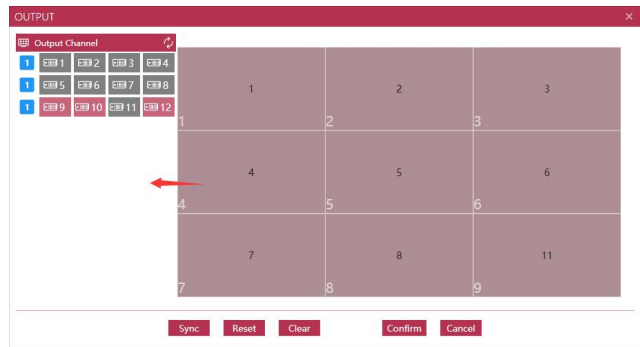 OUTPUT ×
Output Channel
1 1 2 3 4
1 5 6 7 8
1 9 10 11 12
1 2 3
1 2 3
4 5 6
4 5 6
7 8 11
7 8 9
Sync Reset Clear Confirm Cancel